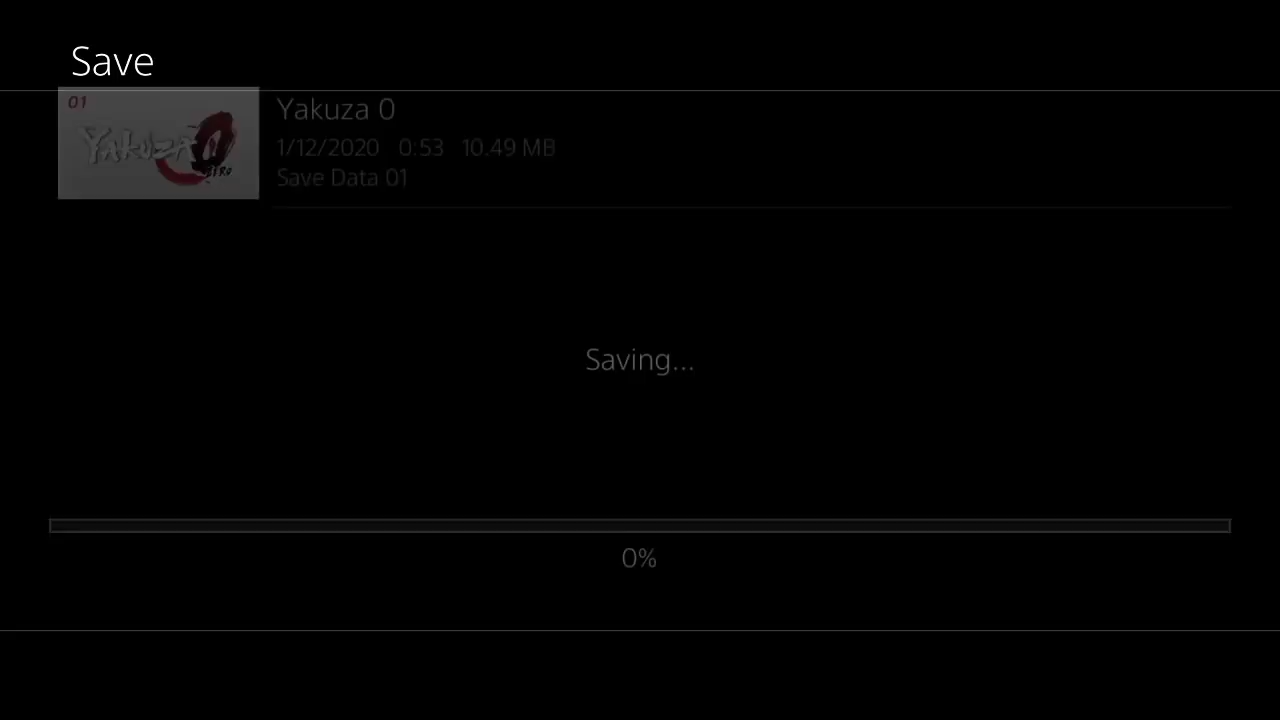 Save
01
YAKUZA 0
Yakuza 0
1/12/2020 0:53 10.49 MB
Save Data 01
Saving...
0%